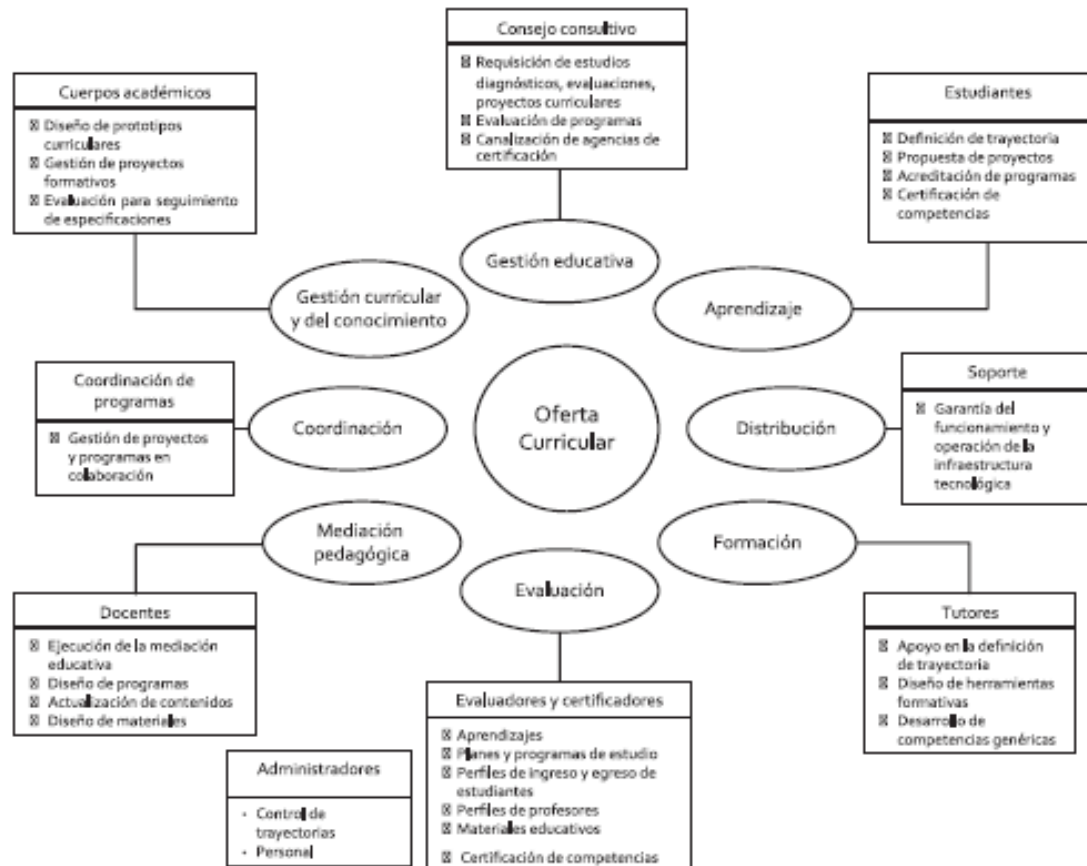 Consejo consultivo
☒ Requisición de estudios
diagnósticos, evaluaciones,
proyectos curriculares
☒ Evaluación de programas
☒ Canalización de agencias de
certificación
Cuerpos académicos
☒ Diseño de prototipos
curriculares
☒ Gestión de proyectos
formativos
☒ Evaluación para seguimiento
de especificaciones
Estudiantes
☒ Definición de trayectoria
☒ Propuesta de proyectos
☒ Acreditación de programas
☒ Certificación de
competencias
Gestión educativa
Gestión curricular
y del conocimiento
Aprendizaje
Coordinación de
programas
☒ Gestión de proyectos
y programas en
colaboración
Coordinación
Oferta
Curricular
Distribución
Soporte
☒ Garantía del
funcionamiento y
operación de la
infraestructura
tecnológica
Mediación
pedagógica
Formación
Evaluación
Docentes
☒ Ejecución de la mediación
educativa
☒ Diseño de programas
☒ Actualización de contenidos
☒ Diseño de materiales
Tutores
☒ Apoyo en la definición
de trayectoria
☒ Diseño de herramientas
formativas
☒ Desarrollo de
competencias genéricas
Evaluadores y certificadores
☒ Aprendizajes
☒ Planes y programas de estudio
☒ Perfiles de ingreso y egreso de
estudiantes
☒ Perfiles de profesores
☒ Materiales educativos
☒ Certificación de competencias
Administradores
· Control de
trayectorias
· Personal